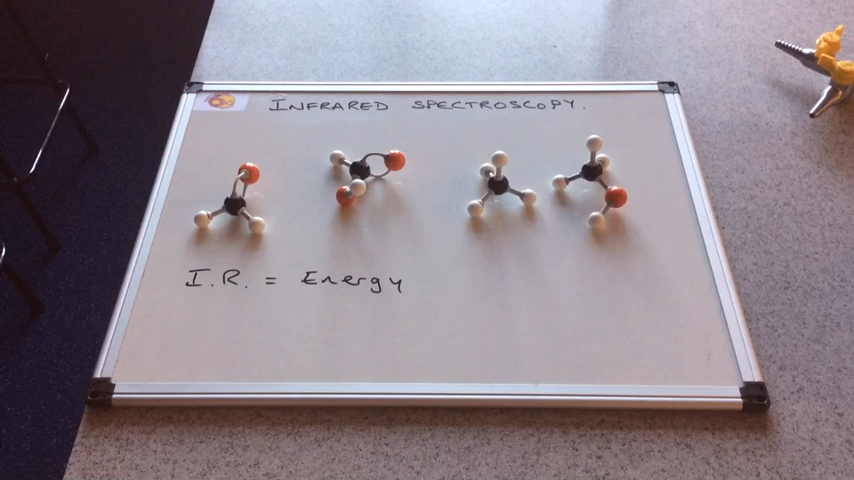 INFRARED SPECTROSCOPY.
I.R. = Energy